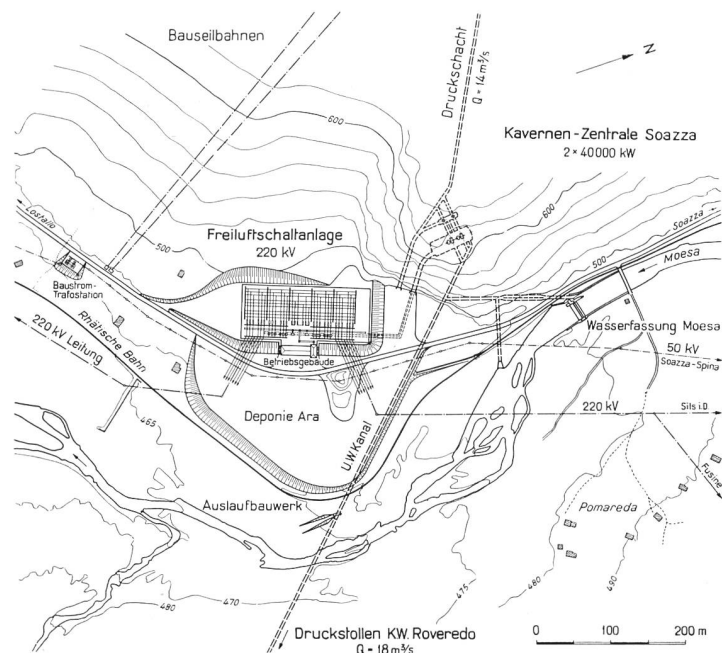 Bauseilbahnen
Druckschacht
Q = 14 m³/s
N
Kavernen-Zentrale Soazza
2 × 40000 kW
600
600
Lostallo
500
Freiluftschaltanlage
220 kV
500
Soazza
Moesa
Baustrom-
Trafostation
220 kV Leitung
Rhätische Bahn
Betriebsgebäude
Wasserfassung Moesa
50 kV
Soazza-Spina
Deponie Ara
U.W. Kanal
220 kV
Sils i.D.
Fusine
465
Auslaufbauwerk
Pomareda
480
470
475
480
490
Druckstollen KW. Roveredo
Q = 18 m³/s
0 100 200 m